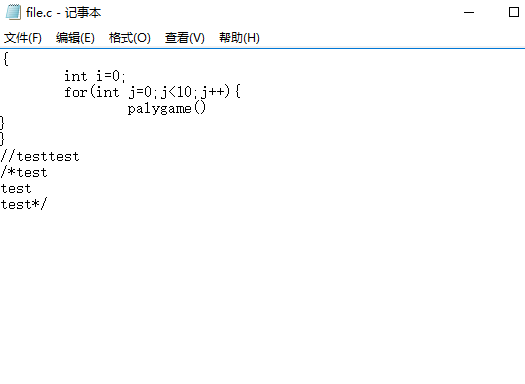 file.c - 记事本
文件(F) 编辑(E) 格式(O) 查看(V) 帮助(H)
{
        int i=0;
        for(int j=0;j<10;j++){
                palygame()
}
}
//testtest
/*test
test
test*/